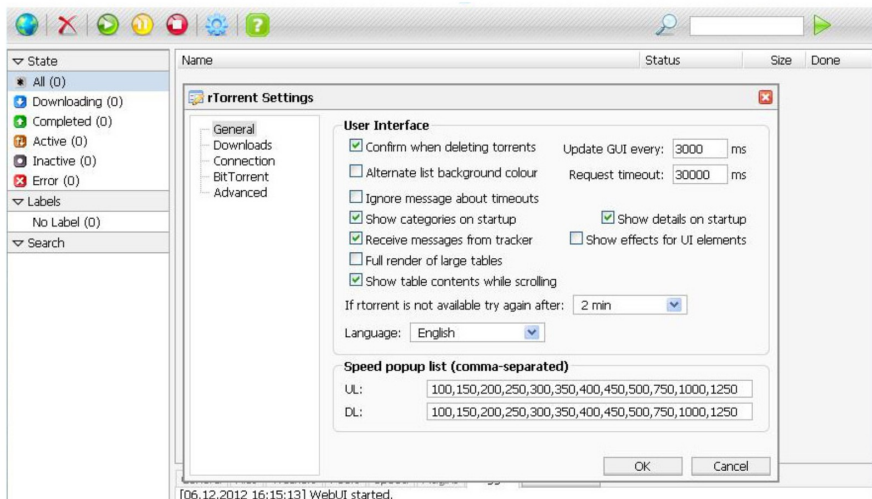 Name Status Size Done
State
All (0)
Downloading (0)
Completed (0)
Active (0)
Inactive (0)
Error (0)
Labels
No Label (0)
Search
rTorrent Settings
General
Downloads
Connection
BitTorrent
Advanced
User Interface
Confirm when deleting torrents Update GUI every: 3000 ms
Alternate list background colour Request timeout: 30000 ms
Ignore message about timeouts
Show categories on startup Show details on startup
Receive messages from tracker Show effects for UI elements
Full render of large tables
Show table contents while scrolling
If rtorrent is not available try again after: 2 min
Language: English
Speed popup list (comma-separated)
UL: 100,150,200,250,300,350,400,450,500,750,1000,1250
DL: 100,150,200,250,300,350,400,450,500,750,1000,1250
OK Cancel
[06.12.2012 16:15:13] WebUI started.